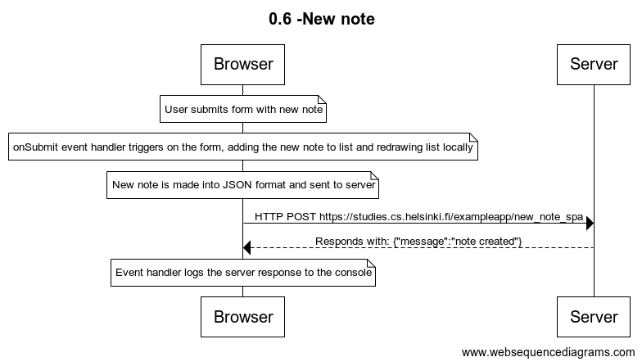 0.6 -New note
Browser
Server
User submits form with new note
onSubmit event handler triggers on the form, adding the new note to list and redrawing list locally
New note is made into JSON format and sent to server
HTTP POST https://studies.cs.helsinki.fi/exampleapp/new_note_spa
Responds with: {"message":"note created"}
Event handler logs the server response to the console
Browser
Server
www.websequencediagrams.com